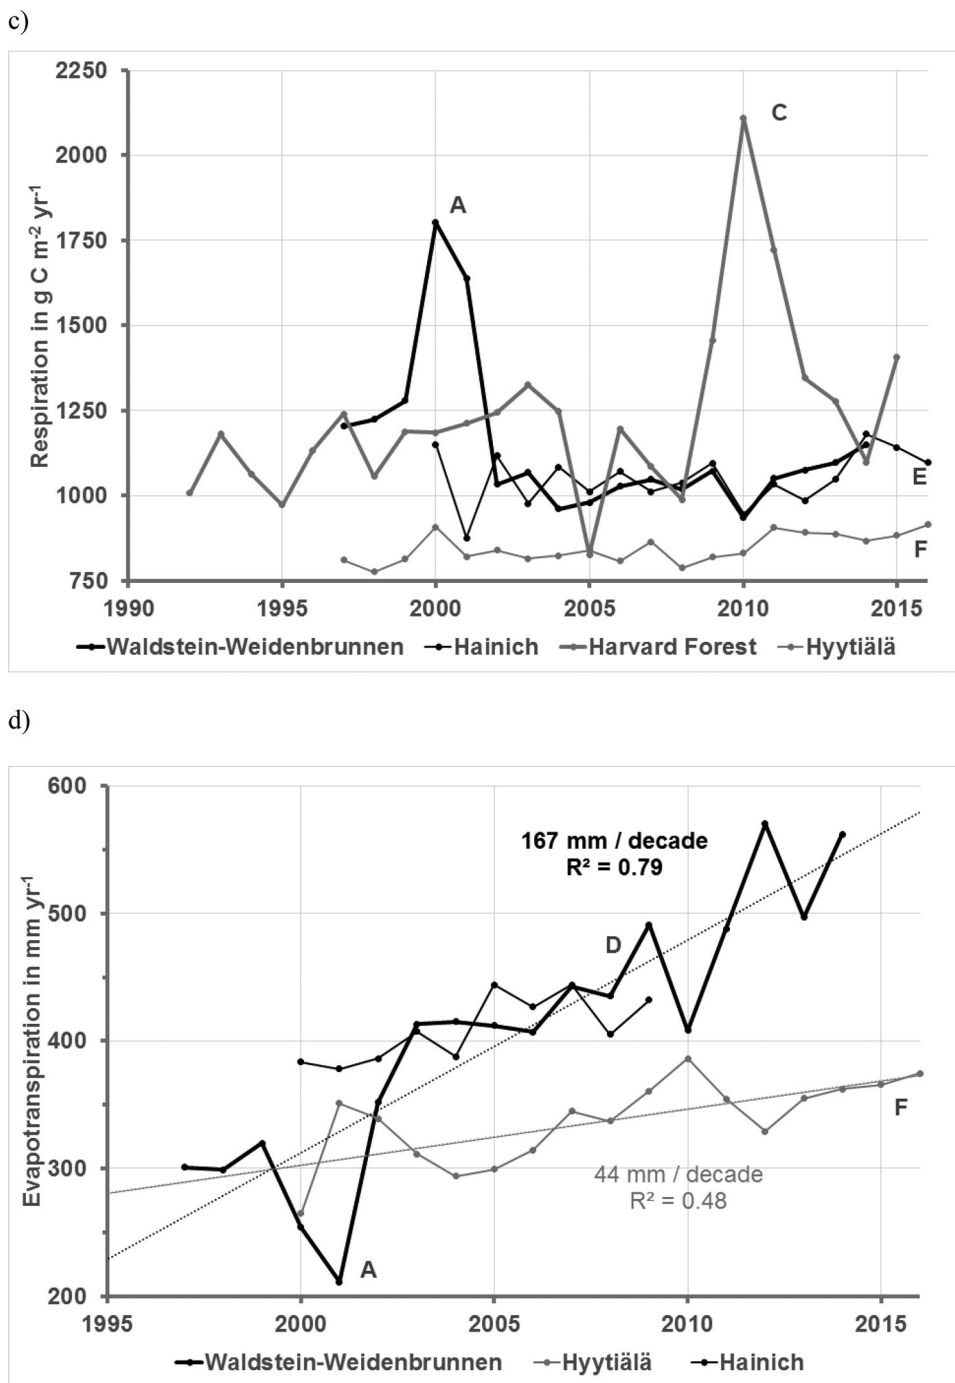 c)
2250
2000
1750
1500
1250
1000
750
Respiration in g C m-2 yr-1
A
C
E
F
1990 1995 2000 2005 2010 2015
Waldstein-Weidenbrunnen Hainich Harvard Forest Hyytiälä
d)
600
500
400
300
200
Evapotranspiration in mm yr-1
167 mm / decade
R² = 0.79
D
F
44 mm / decade
R² = 0.48
A
1995 2000 2005 2010 2015
Waldstein-Weidenbrunnen Hyytiälä Hainich